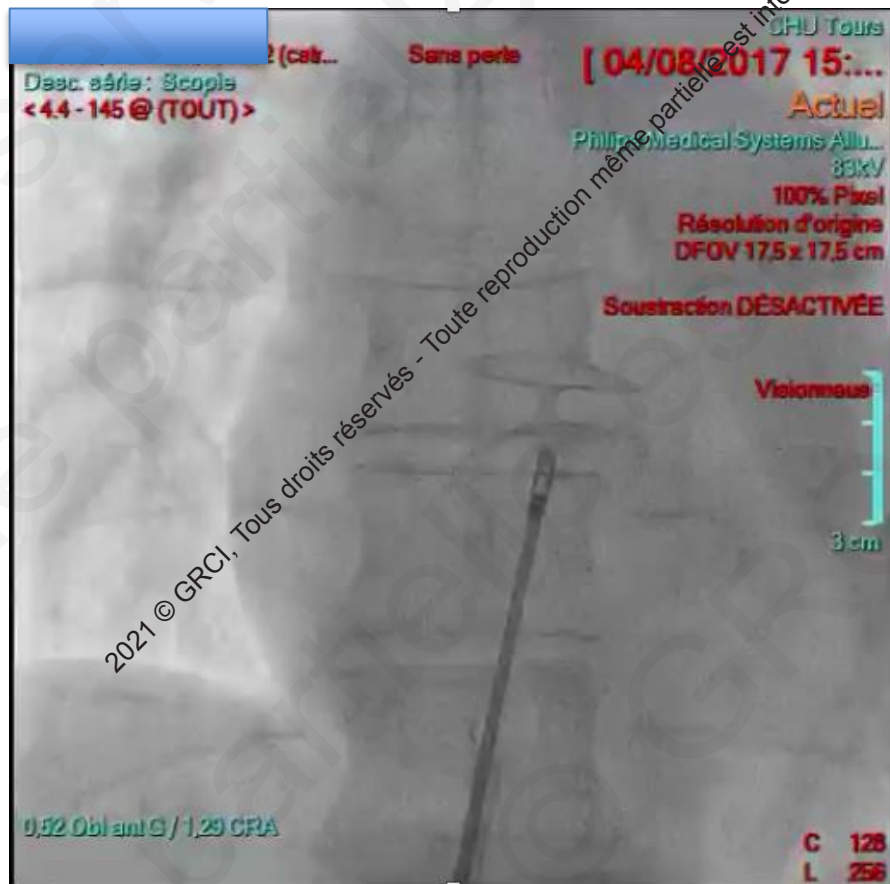 CHU Tours
2 (catr...
Sans perte
[ 04/08/2017 15:...
Desc. série : Scopie
<4.4 - 145 @ (TOUT) >
Actuel
Philips Medical Systems Allu...
83kV
100% Pixel
Résolution d'origine
DFOV 17,5 x 17,5 cm
Soustraction DÉSACTIVÉE
Visionneus
3 cm
2021 © GRCI, Tous droits réservés - Toute reproduction même partielle est
0,52 Obl ant G / 1,29 CRA
C 128
L 256